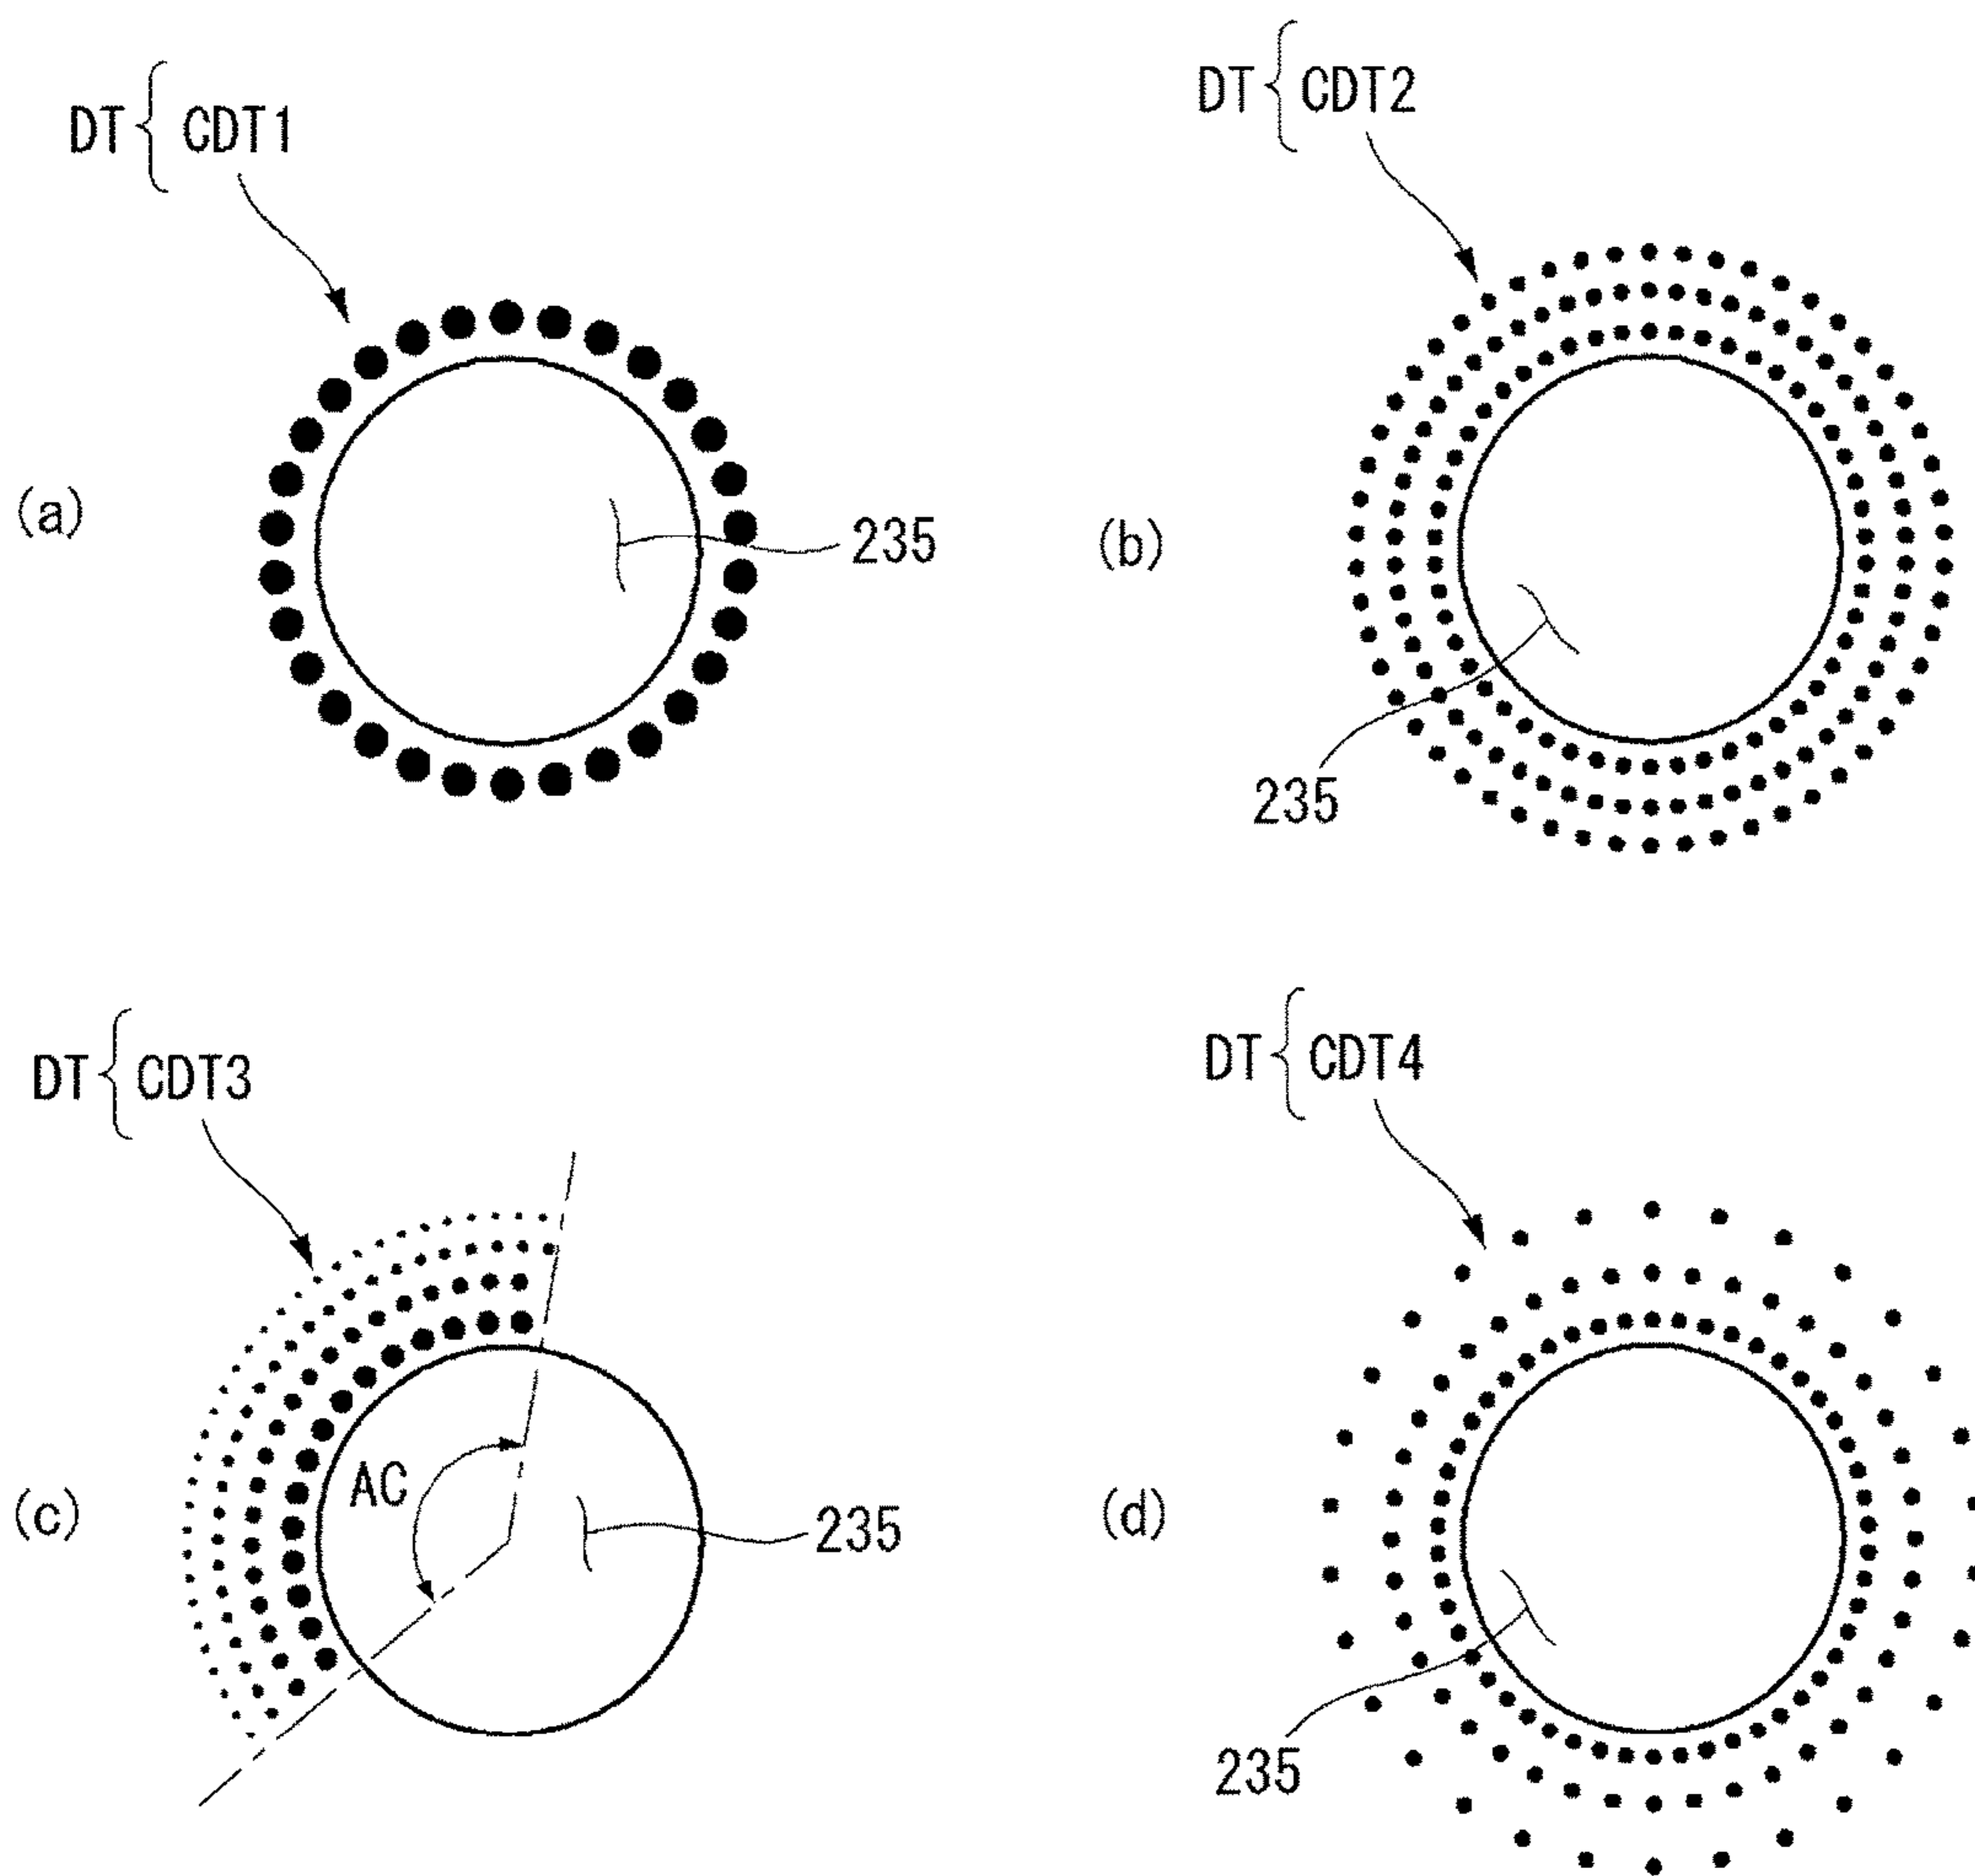 DT { CDT1
(a)
235
DT { CDT2
(b)
235
DT { CDT3
(c)
AC
235
DT { CDT4
(d)
235